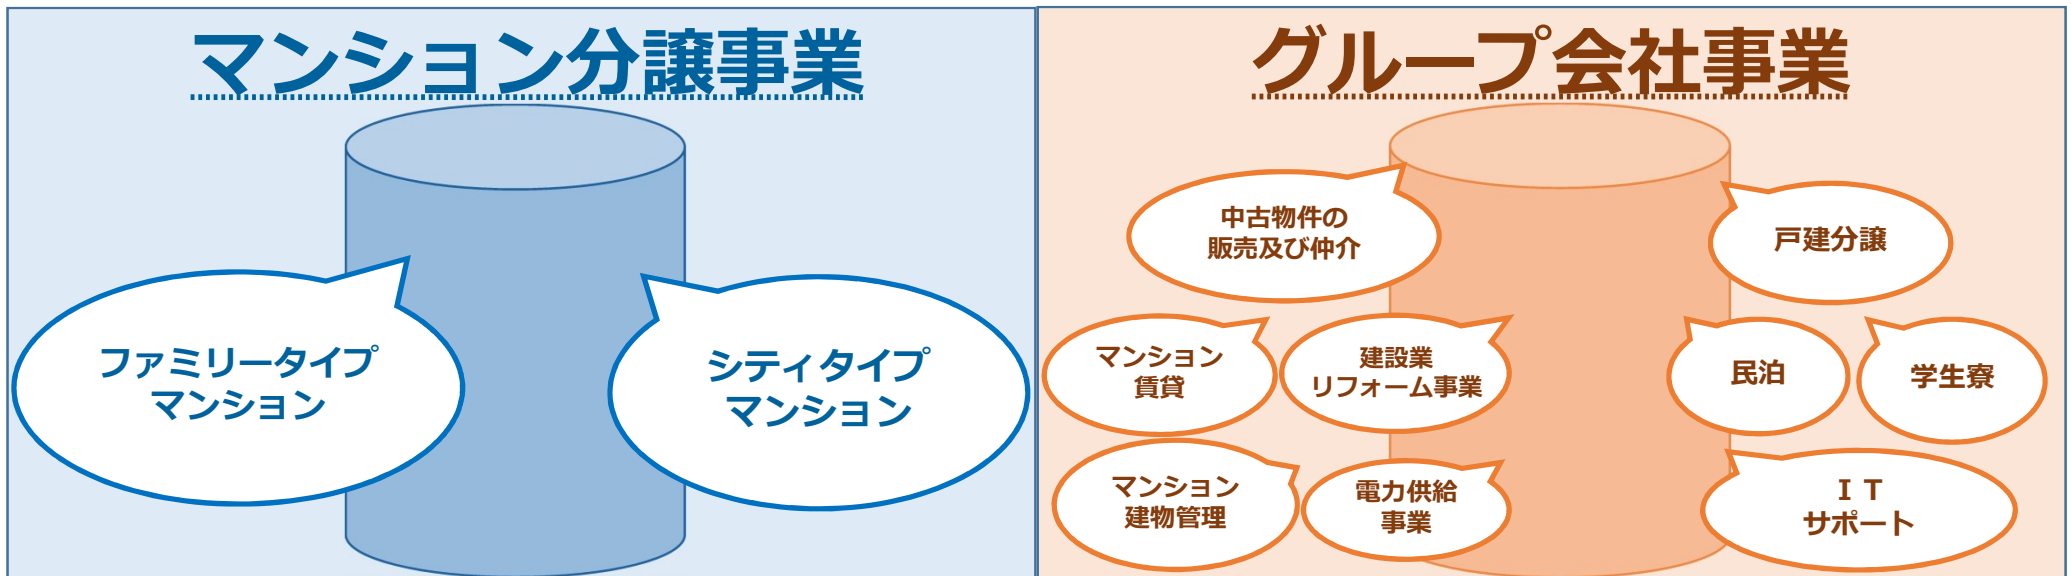 マンション分譲事業
ファミリータイプ
マンション
シティタイプ
マンション
グループ会社事業
中古物件の
販売及び仲介
戸建分譲
マンション
賃貸
建設業
リフォーム事業
民泊
学生寮
マンション
建物管理
電力供給
事業
ＩＴ
サポート